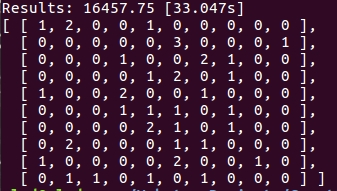 Results: 16457.75 [33.047s]
[ [ 1, 2, 0, 0, 1, 0, 0, 0, 0, 0 ],
[ 0, 0, 0, 0, 0, 3, 0, 0, 0, 1 ],
[ 0, 0, 0, 1, 0, 0, 2, 1, 0, 0 ],
[ 0, 0, 0, 0, 1, 2, 0, 1, 0, 0 ],
[ 1, 0, 0, 2, 0, 0, 0, 1, 0, 0 ],
[ 0, 0, 0, 1, 1, 1, 0, 1, 0, 0 ],
[ 0, 0, 0, 0, 2, 1, 0, 1, 0, 0 ],
[ 0, 2, 0, 0, 0, 1, 1, 0, 0, 0 ],
[ 1, 0, 0, 0, 0, 2, 0, 0, 1, 0 ],
[ 0, 1, 1, 0, 1, 0, 1, 0, 0, 0 ] ]